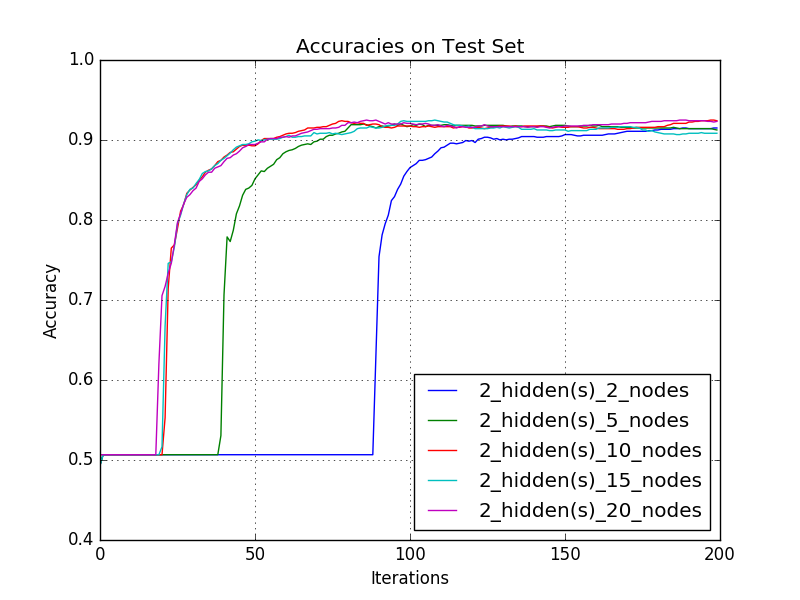 Accuracies on Test Set
1.0
0.9
0.8
0.7
0.6
0.5
0.4
Accuracy
2_hidden(s)_2_nodes
2_hidden(s)_5_nodes
2_hidden(s)_10_nodes
2_hidden(s)_15_nodes
2_hidden(s)_20_nodes
0 50 100 150 200
Iterations